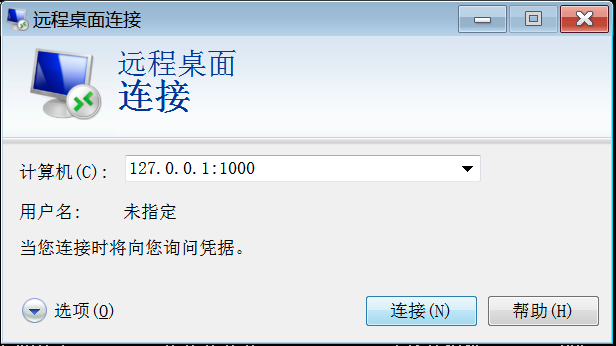 远程桌面连接
远程桌面
连接
计算机(C): 127.0.0.1:1000
用户名: 未指定
当您连接时将向您询问凭据。
选项(O) 连接(N) 帮助(H)